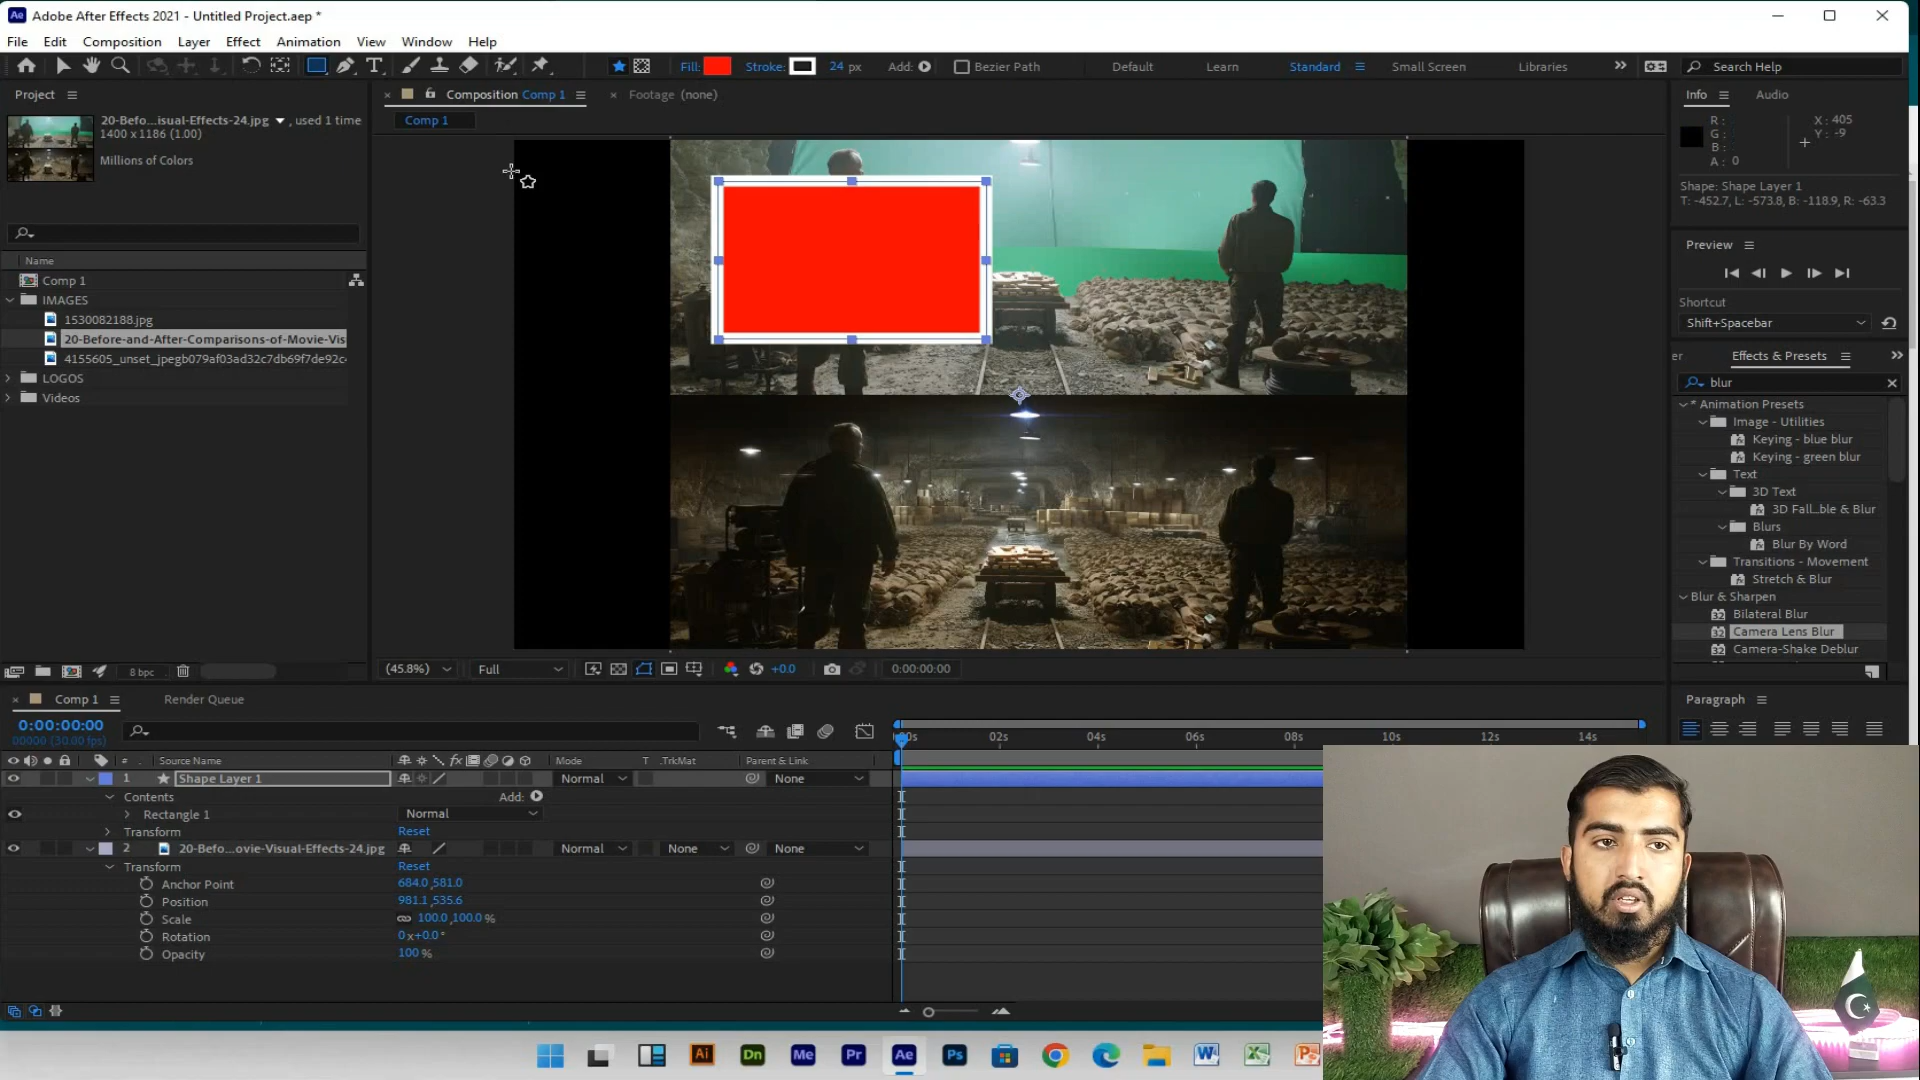 Adobe After Effects 2021 - Untitled Project.aep *
File Edit Composition Layer Effect Animation View Window Help
Fill: Stroke: 24 px Add: Bezier Path Default Learn Standard Small Screen Libraries Search Help
Project
Composition Comp 1
Footage (none)
Info Audio
20-Befo...isual-Effects-24.jpg , used 1 time
1400 x 1186 (1.00)
Millions of Colors
Comp 1
R :
G :
B :
A : 0
X : 405
Y : -9
Shape: Shape Layer 1
T: -452.7, L: -573.8, B: -118.9, R: -63.3
Preview
Shortcut
Shift+Spacebar
Name
Comp 1
IMAGES
1530082188.jpg
20-Before-and-After-Comparisons-of-Movie-Vis
4155605_unset_jpegb079af03ad32c7db69f7de92c
LOGOS
Videos
er Effects & Presets
blur
* Animation Presets
Image - Utilities
Keying - blue blur
Keying - green blur
Text
3D Text
3D Fall...ble & Blur
Blurs
Blur By Word
Transitions - Movement
Stretch & Blur
Blur & Sharpen
Bilateral Blur
Camera Lens Blur
Camera-Shake Deblur
8 bpc
(45.8%) Full +0.0 0:00:00:00
Comp 1 Render Queue
Paragraph
0:00:00:00
00000 (30.00 fps)
00s 02s 04s 06s 08s 10s 12s 14s
# Source Name fx Mode T .TrkMat Parent & Link
1 Shape Layer 1 Normal None
Contents Add:
Rectangle 1 Normal
Transform Reset
2 20-Befo...ovie-Visual-Effects-24.jpg Normal None None
Transform Reset
Anchor Point 684.0,581.0
Position 981.1,535.6
Scale 100.0,100.0 %
Rotation 0x+0.0°
Opacity 100 %
Ai Dn Me Pr Ae Ps W X P